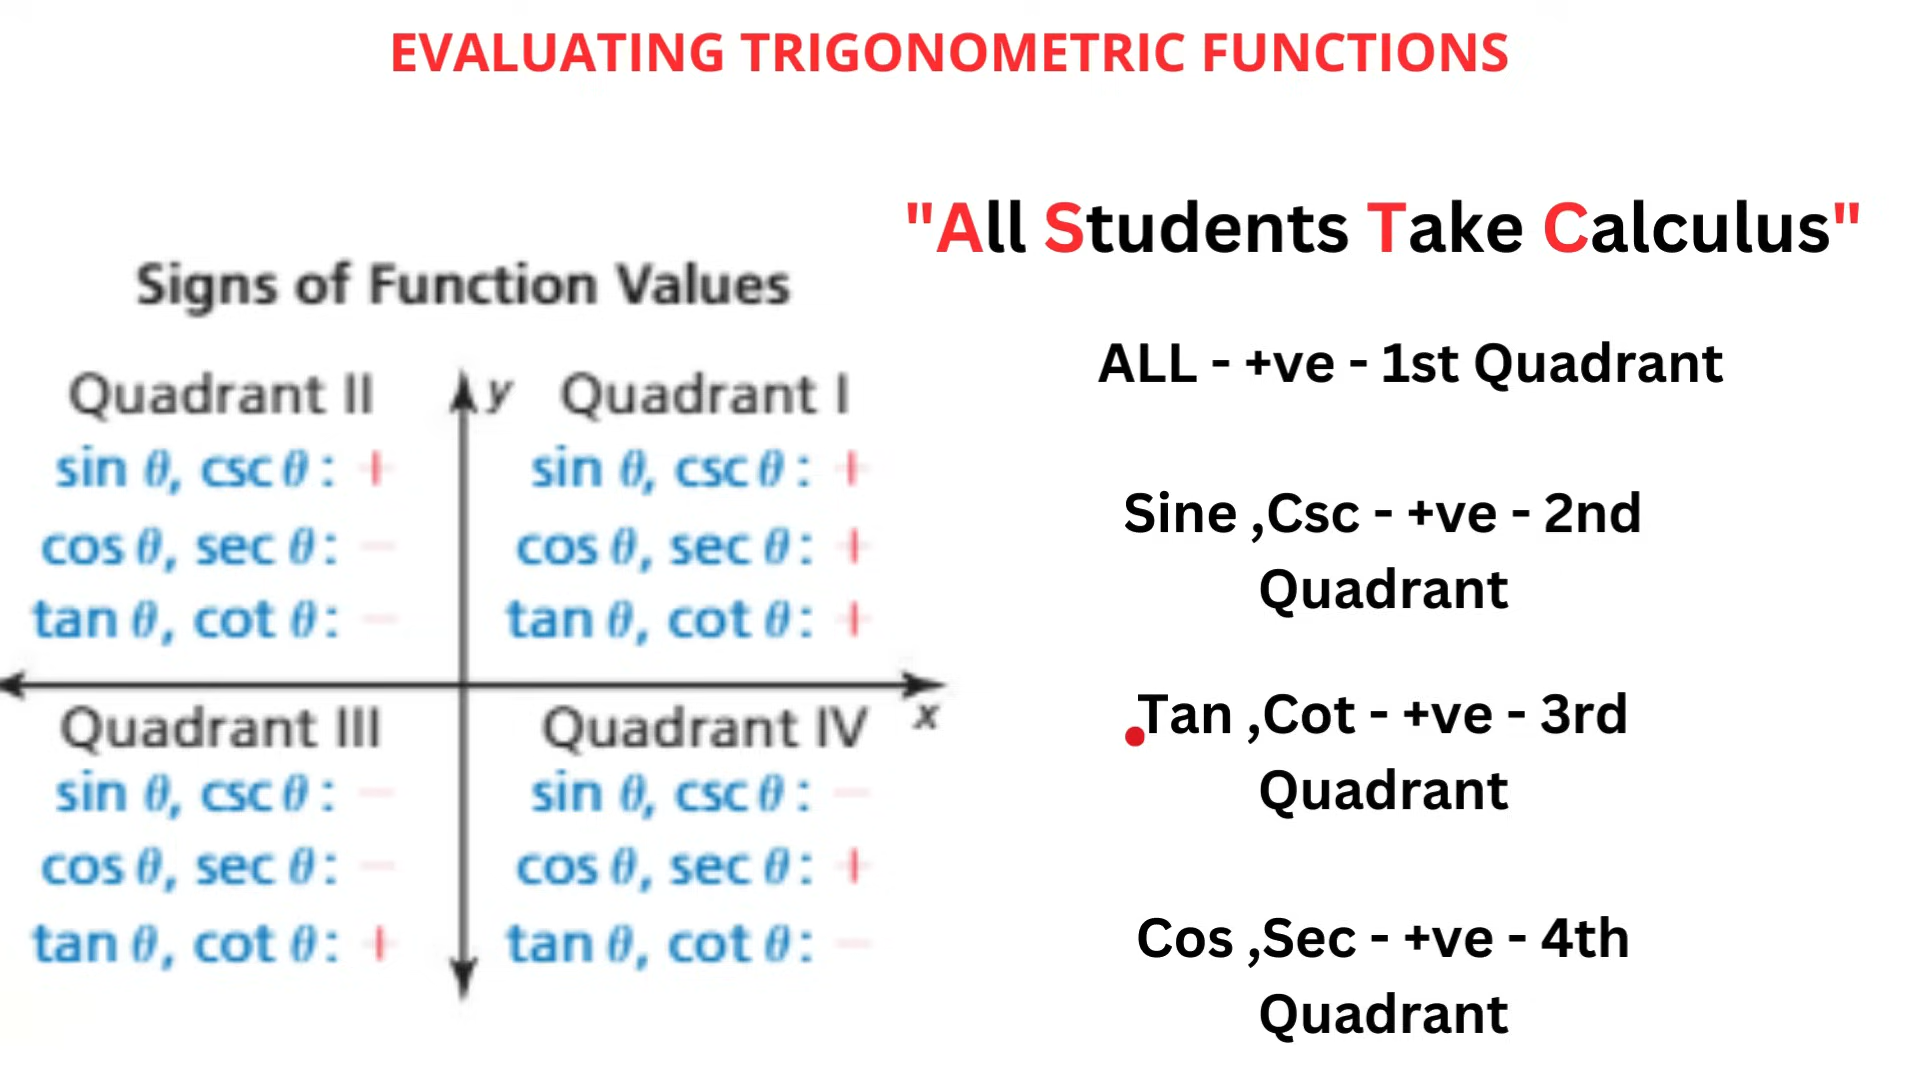 EVALUATING TRIGONOMETRIC FUNCTIONS
"All Students Take Calculus"
Signs of Function Values
Quadrant II
sin θ, csc θ: +
cos θ, sec θ: −
tan θ, cot θ: −
y
Quadrant I
sin θ, csc θ: +
cos θ, sec θ: +
tan θ, cot θ: +
x
Quadrant III
sin θ, csc θ: −
cos θ, sec θ: −
tan θ, cot θ: +
Quadrant IV
sin θ, csc θ: −
cos θ, sec θ: +
tan θ, cot θ: −
ALL - +ve - 1st Quadrant
Sine ,Csc - +ve - 2nd
Quadrant
Tan ,Cot - +ve - 3rd
Quadrant
Cos ,Sec - +ve - 4th
Quadrant